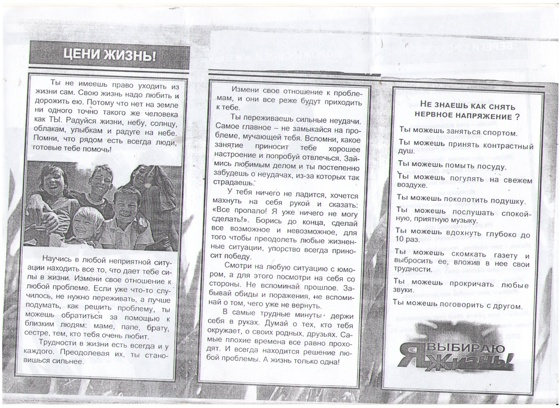 ЦЕНИ ЖИЗНЬ!
Ты не имеешь право уходить из
жизни сам. Свою жизнь надо любить и
дорожить ею. Потому что нет на земле
ни одного точно такого же человека
как ТЫ. Радуйся жизни, небу, солнцу,
облакам, улыбкам и радуге на небе.
Помни, что рядом есть всегда люди,
готовые тебе помочь!
Научись в любой неприятной ситу-
ации находить все то, что дает тебе си-
лы в жизни. Измени свое отношение к
любой проблеме. Если уже что-то слу-
чилось, не нужно переживать, а лучше
подумать, как решить проблему, ты
можешь обратиться за помощью к
близким людям: маме, папе, брату,
сестре, тем, кто тебя очень любит.
Трудности в жизни есть всегда и у
каждого. Преодолевая их, ты стано-
вишься сильнее.
Измени свое отношение к пробле-
мам, и они все реже будут приходить
к тебе.
Ты переживаешь сильные неудачи.
Самое главное – не замыкайся на про-
блеме, мучающей тебя. Вспомни, какое
занятие приносит тебе хорошее
настроение и попробуй отвлечься. Зай-
мись любимым делом и ты постепенно
забудешь о неудачах, из-за которых так
страдаешь.
У тебя ничего не ладится, хочется
махнуть на себя рукой и сказать:
«Все пропало! Я уже ничего не могу
сделать!». Борись до конца, сделай
все возможное и невозможное, для
того чтобы преодолеть любые жизнен-
ные ситуации, упорство всегда прино-
сит победу.
Смотри на любую ситуацию с юмо-
ром, а для этого посмотри на себя со
стороны. Не вспоминай прошлое. За-
бывай обиды и поражения, не вспоми-
най о том, чего уже не вернуть.
В самые трудные минуты- держи
себя в руках. Думай о тех, кто тебя
окружает, о своих родных, друзьях. Са-
мые плохие времена все равно прохо-
дят. И всегда находится решение лю-
бой проблемы. А жизнь только одна!
НЕ ЗНАЕШЬ КАК СНЯТЬ
НЕРВНОЕ НАПРЯЖЕНИЕ ?
Ты можешь заняться спортом.
Ты можешь принять контрастный
душ.
Ты можешь помыть посуду.
Ты можешь погулять на свежем
воздухе.
Ты можешь поколотить подушку.
Ты можешь послушать спокой-
ную, приятную музыку.
Ты можешь вдохнуть глубоко до
10 раз.
Ты можешь скомкать газету и
выбросить ее, вложив в нее свои
трудности.
Ты можешь прокричать любые
звуки.
Ты можешь поговорить с другом.
Я ВЫБИРАЮ
ЖИЗНЬ!